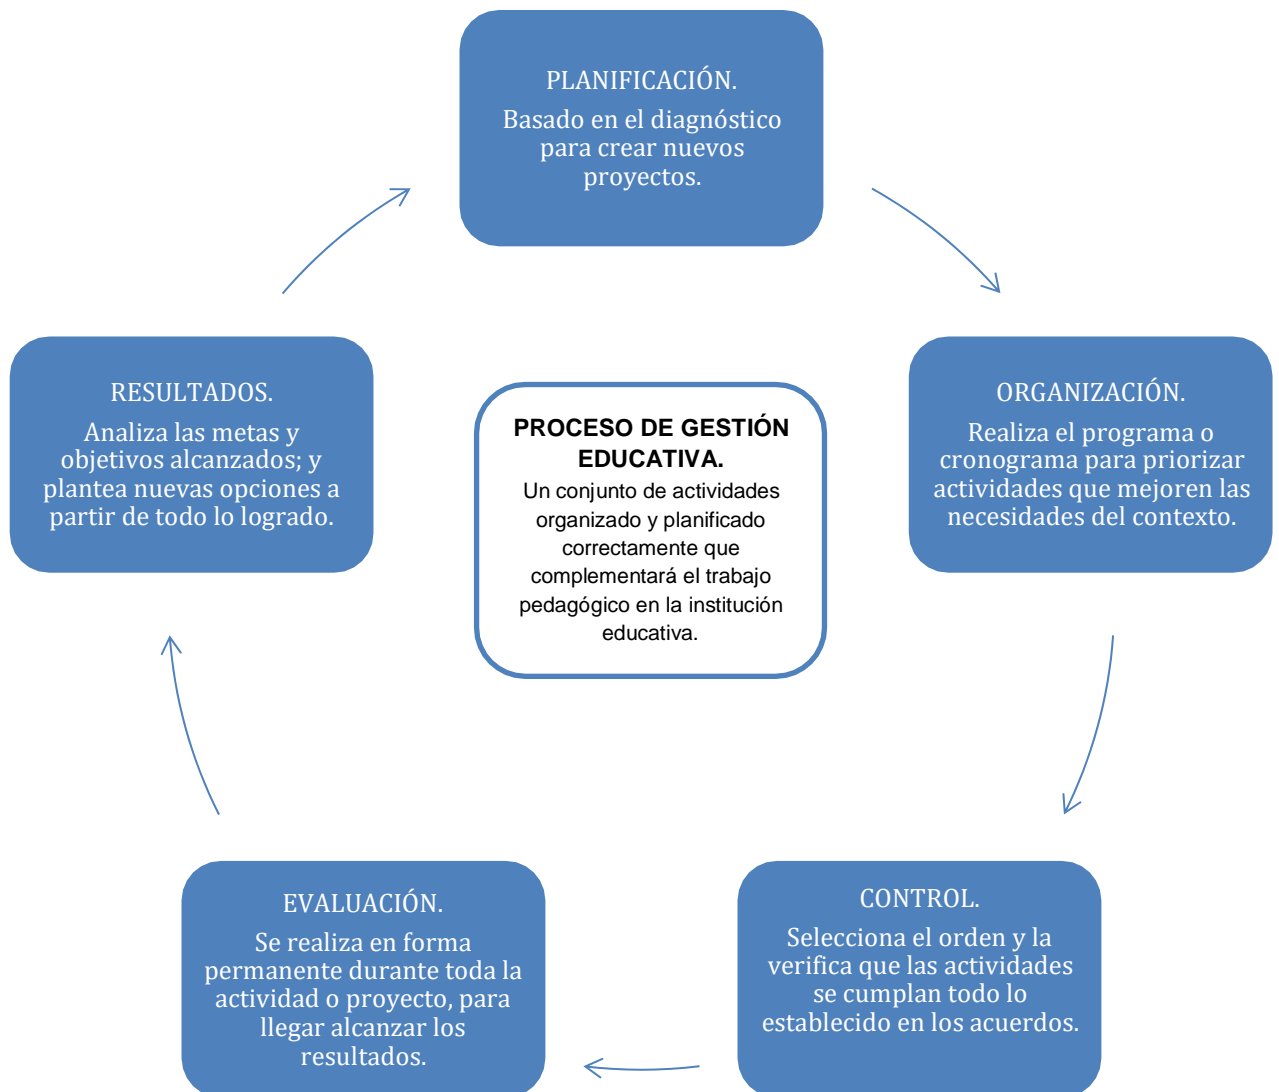 PLANIFICACIÓN.
Basado en el diagnóstico
para crear nuevos
proyectos.
ORGANIZACIÓN.
Realiza el programa o
cronograma para priorizar
actividades que mejoren las
necesidades del contexto.
CONTROL.
Selecciona el orden y la
verifica que las actividades
se cumplan todo lo
establecido en los acuerdos.
EVALUACIÓN.
Se realiza en forma
permanente durante toda la
actividad o proyecto, para
llegar alcanzar los
resultados.
RESULTADOS.
Analiza las metas y
objetivos alcanzados; y
plantea nuevas opciones a
partir de todo lo logrado.
PROCESO DE GESTIÓN
EDUCATIVA.
Un conjunto de actividades
organizado y planificado
correctamente que
complementará el trabajo
pedagógico en la institución
educativa.